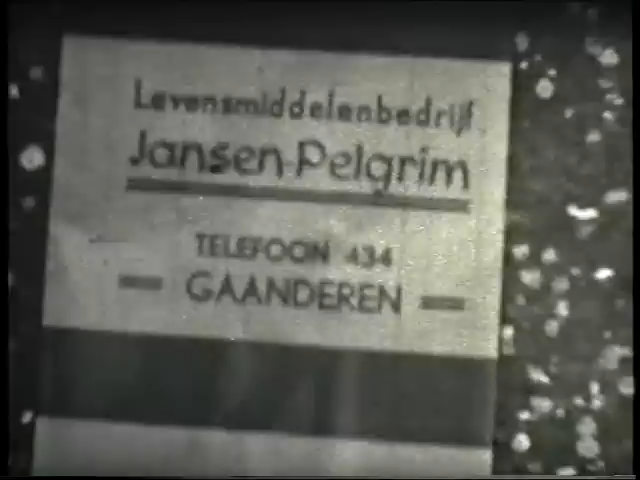 Levensmiddelenbedrijf
Jansen-Pelgrim
TELEFOON 434
GAANDEREN